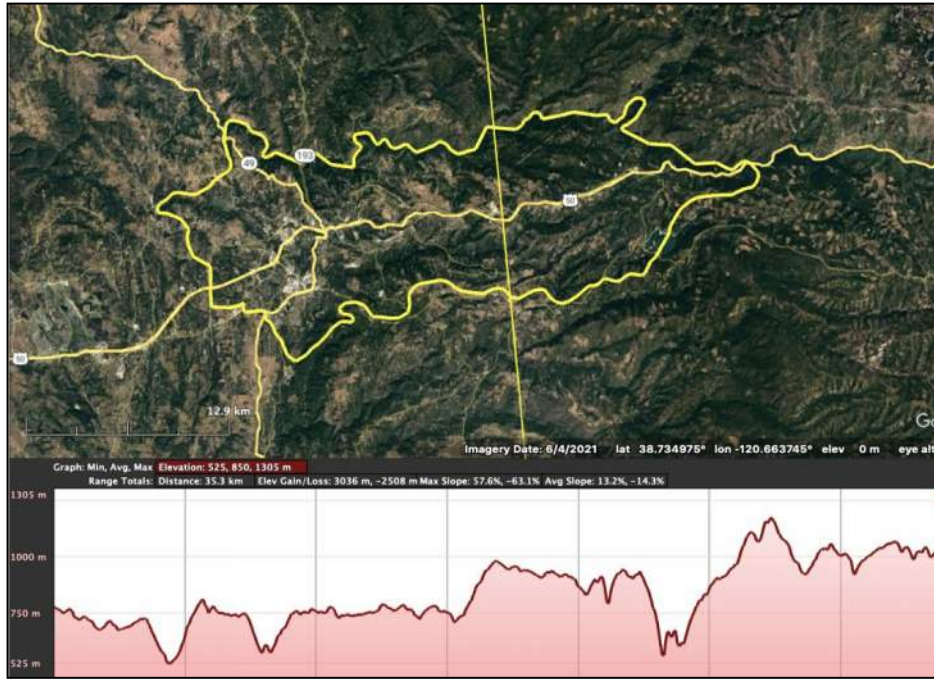 49
193
50
50
12.9 km
Go
Imagery Date: 6/4/2021 lat 38.734975° lon -120.663745° elev 0 m eye alt
Graph: Min, Avg, Max Elevation: 525, 850, 1305 m
Range Totals: Distance: 35.3 km Elev Gain/Loss: 3036 m, -2508 m Max Slope: 57.6%, -63.1% Avg Slope: 13.2%, -14.3%
1305 m
1000 m
750 m
525 m